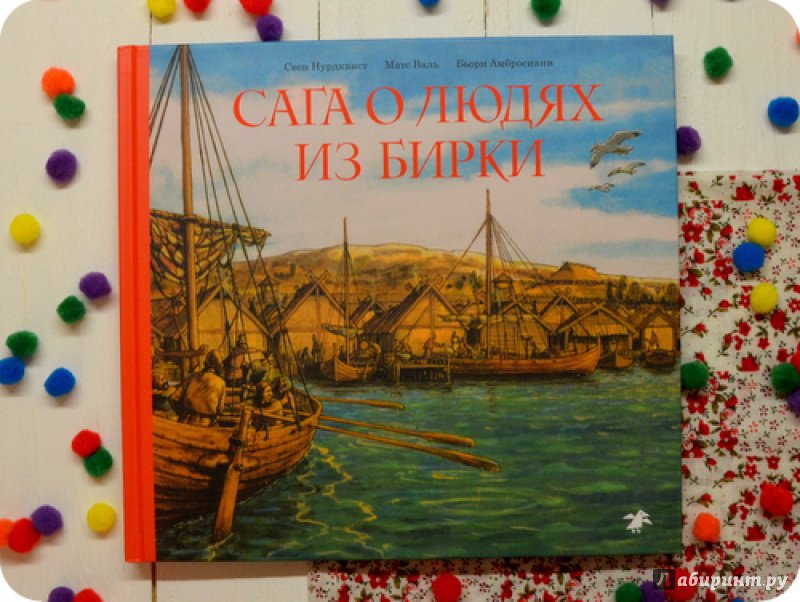 Свен Нурдквист Матс Валь Бьорн Амбросиани
САГА О ЛЮДЯХ
ИЗ БИРКИ
Лабиринт.ру